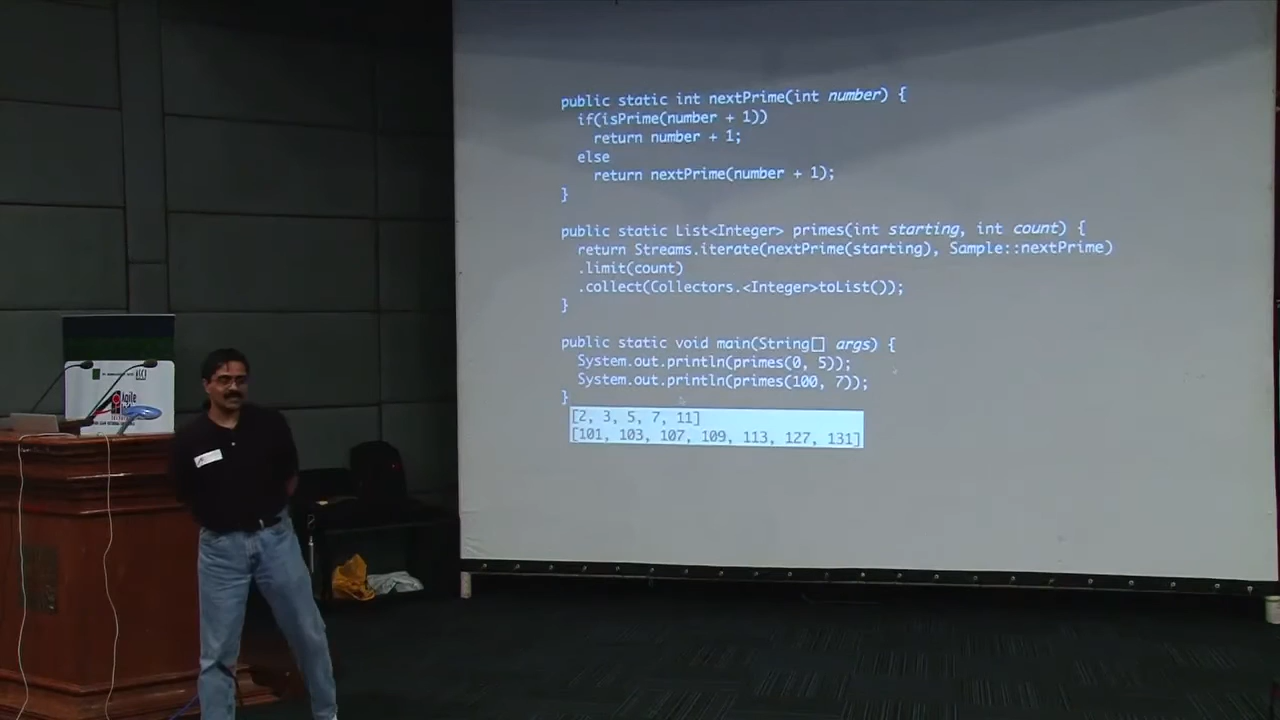 public static int nextPrime(int number) {
if(isPrime(number + 1))
return number + 1;
else
return nextPrime(number + 1);
}
public static List<Integer> primes(int starting, int count) {
return Streams.iterate(nextPrime(starting), Sample::nextPrime)
.limit(count)
.collect(Collectors.<Integer>toList());
}
public static void main(String[] args) {
System.out.println(primes(0, 5));
System.out.println(primes(100, 7));
}
[2, 3, 5, 7, 11]
[101, 103, 107, 109, 113, 127, 131]
Agile